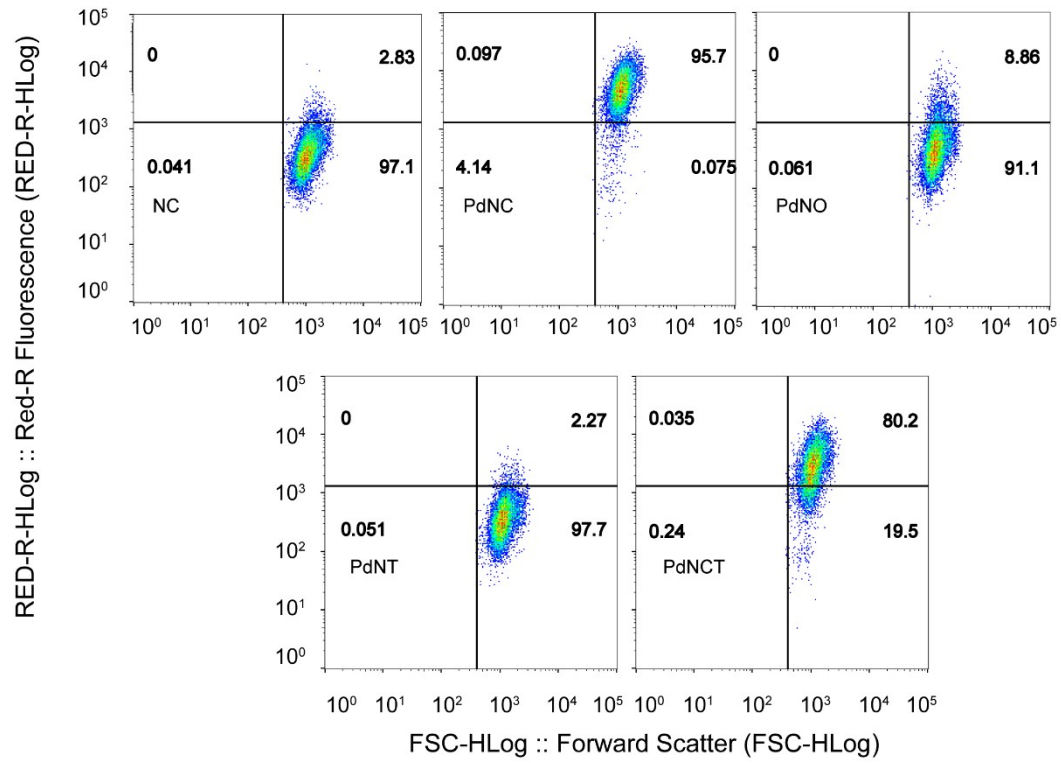 RED-R-HLog :: Red-R Fluorescence (RED-R-HLog)
10⁵
10⁴
10³
10²
10¹
10⁰
0
2.83
0.041
97.1
NC
10⁰ 10¹ 10² 10³ 10⁴ 10⁵
0.097
95.7
4.14
0.075
PdNC
10⁰ 10¹ 10² 10³ 10⁴ 10⁵
0
8.86
0.061
91.1
PdNO
10⁰ 10¹ 10² 10³ 10⁴ 10⁵
10⁵
10⁴
10³
10²
10¹
10⁰
0
2.27
0.051
97.7
PdNT
10⁰ 10¹ 10² 10³ 10⁴ 10⁵
0.035
80.2
0.24
19.5
PdNCT
10⁰ 10¹ 10² 10³ 10⁴ 10⁵
FSC-HLog :: Forward Scatter (FSC-HLog)